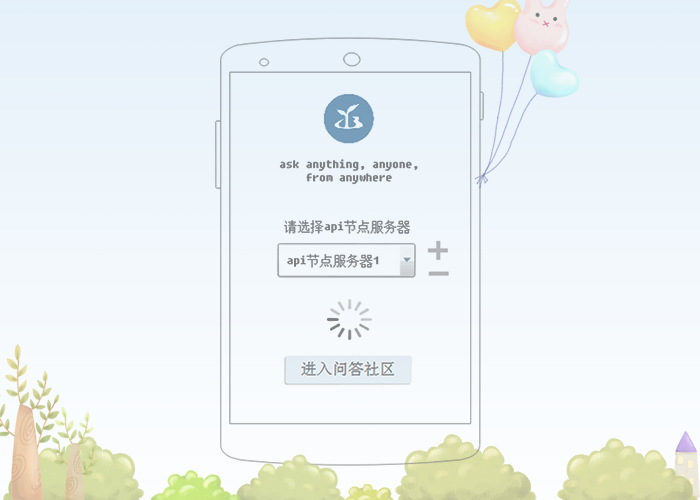 ask anything, anyone,
from anywhere
请选择api节点服务器
api节点服务器1
进入问答社区